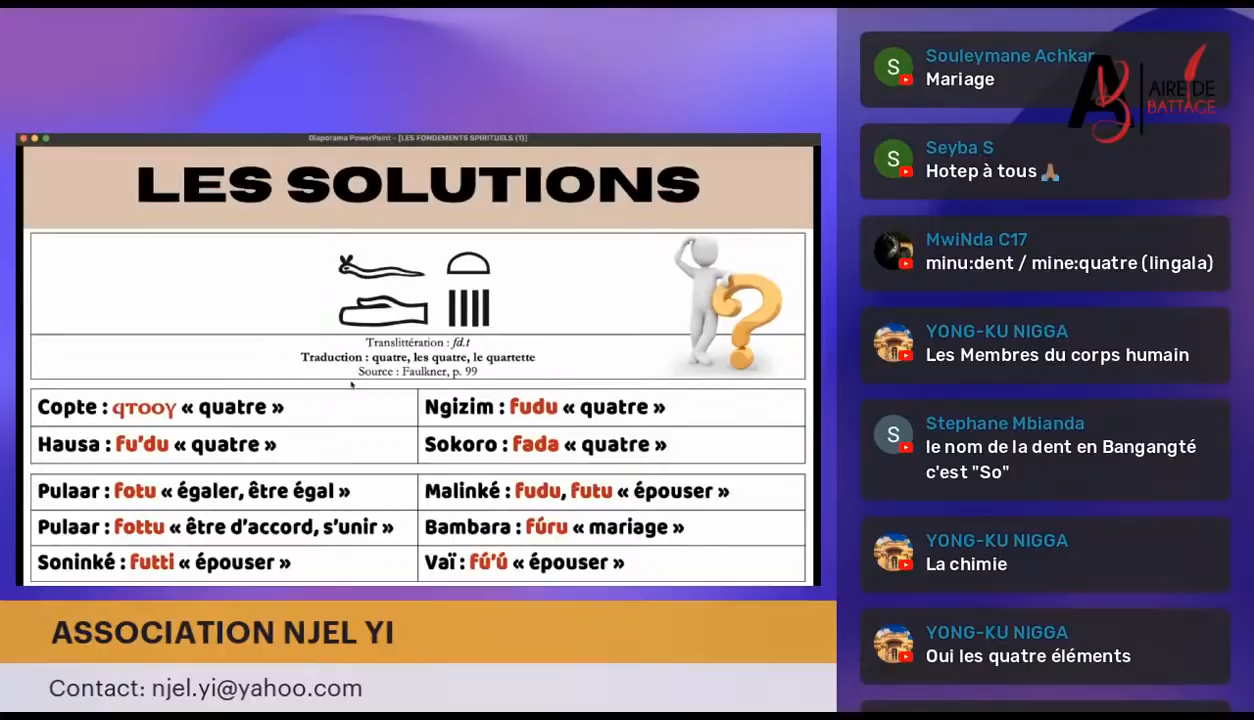 Diaporama PowerPoint - [LES FONDEMENTS SPIRITUELS (1)]
LES SOLUTIONS
Translittération : fd.t
Traduction : quatre, les quatre, le quartette
Source : Faulkner, p. 99
Copte : ϥⲧⲟⲟⲩ « quatre »
Ngizim : fudu « quatre »
Hausa : fu'du « quatre »
Sokoro : fada « quatre »
Pulaar : fotu « égaler, être égal »
Malinké : fudu, futu « épouser »
Pulaar : fottu « être d'accord, s'unir »
Bambara : fúru « mariage »
Soninké : futti « épouser »
Vaï : fú'ú « épouser »
ASSOCIATION NJEL YI
Contact: njel.yi@yahoo.com
S
Souleymane Achkar
Mariage
AB
AIRE DE
BATTAGE
S
Seyba S
Hotep à tous 🙏🏽
MwiNda C17
minu:dent / mine:quatre (lingala)
YONG-KU NIGGA
Les Membres du corps humain
S
Stephane Mbianda
le nom de la dent en Bangangté
c'est "So"
YONG-KU NIGGA
La chimie
YONG-KU NIGGA
Oui les quatre éléments